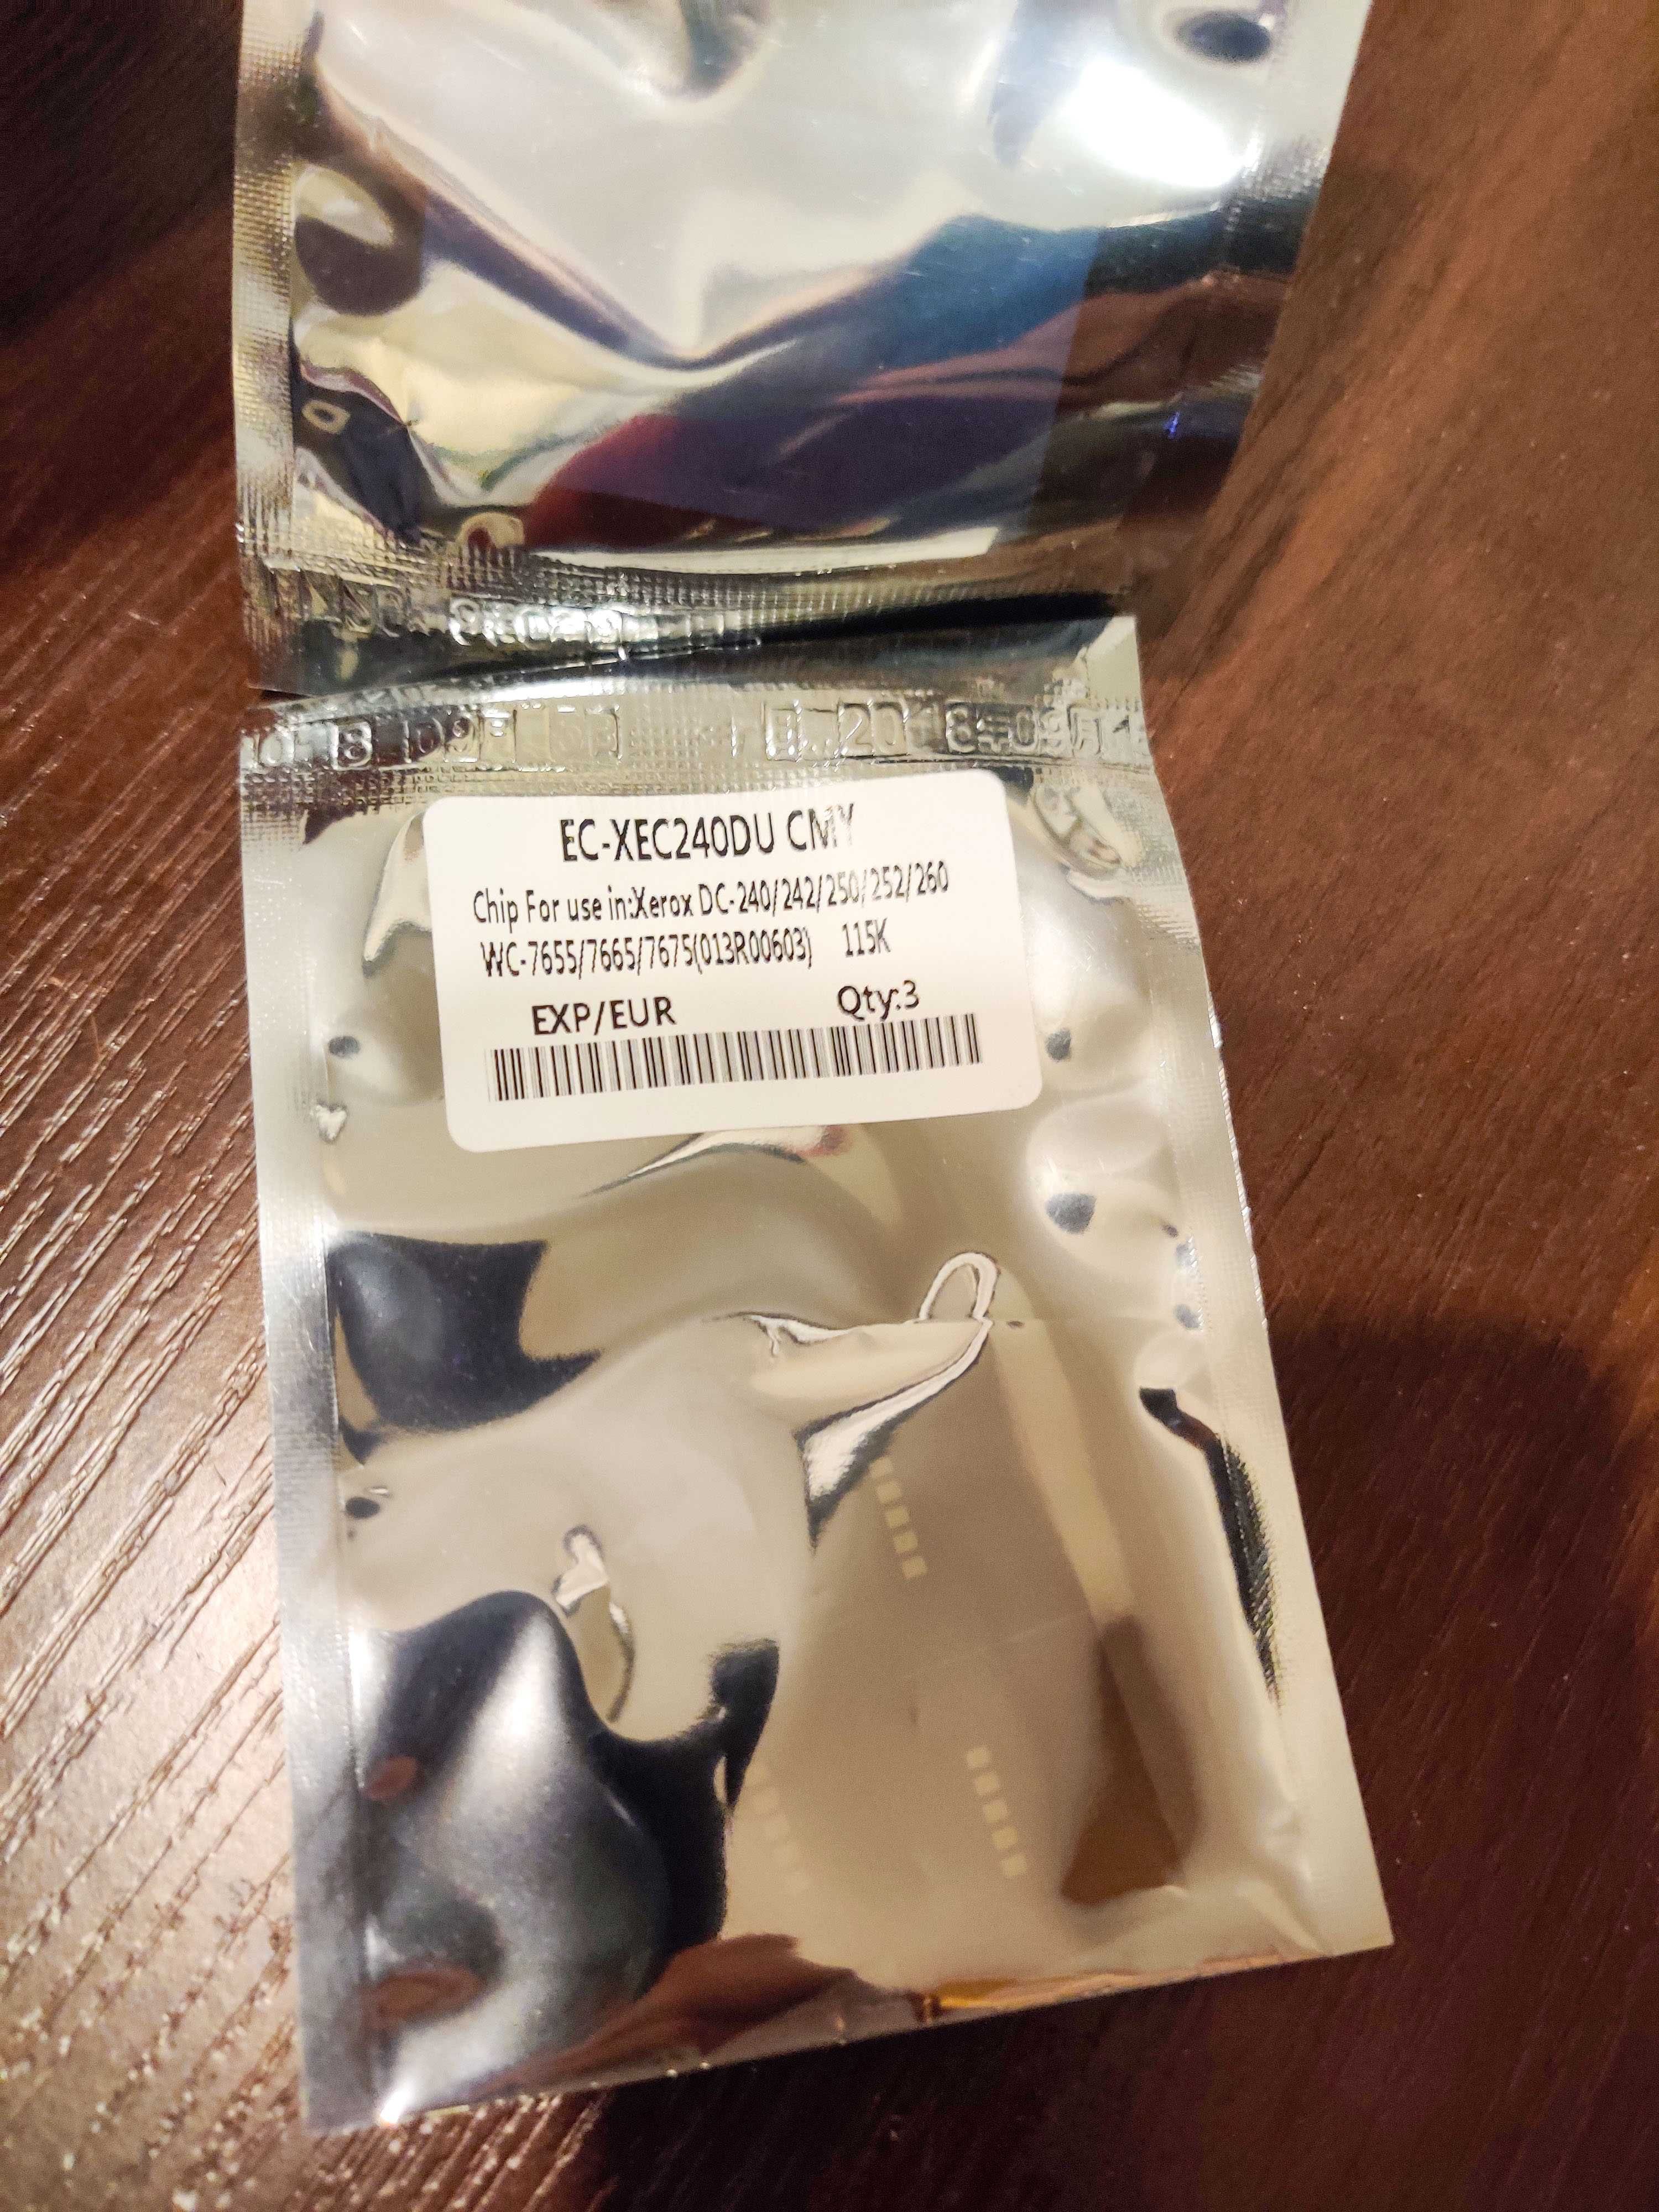 EC-XEC240DU CMY
Chip For use in:Xerox DC-240/242/250/252/260
WC-7655/7665/7675(013R00603) 115K
EXP/EUR Qty:3